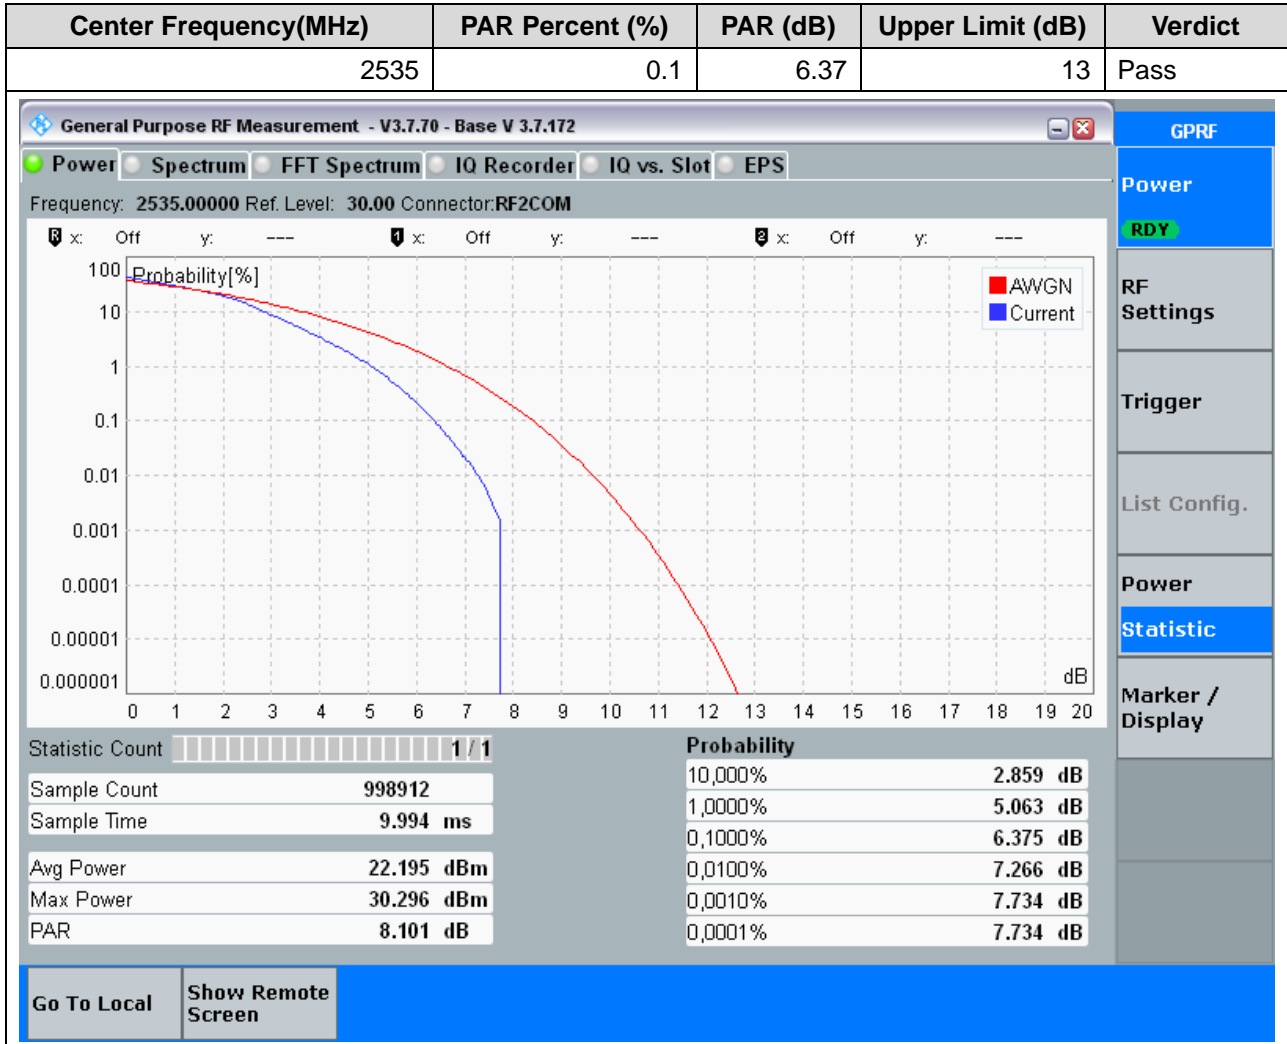 Center Frequency(MHz) PAR Percent (%) PAR (dB) Upper Limit (dB) Verdict
2535 0.1 6.37 13 Pass
General Purpose RF Measurement - V3.7.70 - Base V 3.7.172
GPRF
Power Spectrum FFT Spectrum IQ Recorder IQ vs. Slot EPS
Frequency: 2535.00000 Ref. Level: 30.00 Connector:RF2COM
R x: Off y: --- 1 x: Off y: --- 2 x: Off y: ---
Probability[%]
AWGN
Current
100
10
1
0.1
0.01
0.001
0.0001
0.00001
0.000001
dB
0 1 2 3 4 5 6 7 8 9 10 11 12 13 14 15 16 17 18 19 20
Statistic Count 1 / 1
Sample Count 998912
Sample Time 9.994 ms
Avg Power 22.195 dBm
Max Power 30.296 dBm
PAR 8.101 dB
Probability
10,000% 2.859 dB
1,0000% 5.063 dB
0,1000% 6.375 dB
0,0100% 7.266 dB
0,0010% 7.734 dB
0,0001% 7.734 dB
Power
RDY
RF
Settings
Trigger
List Config.
Power
Statistic
Marker /
Display
Go To Local
Show Remote
Screen